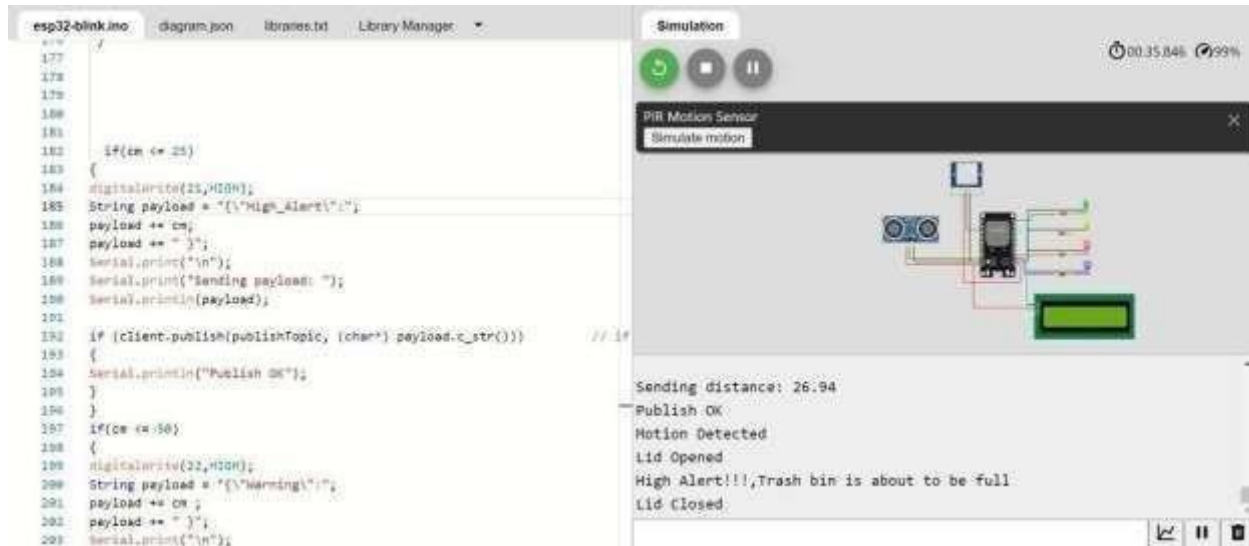 esp32-blink.ino diagram.json libraries.txt Library Manager
177
178
179
180
181
182 if(cm <= 25)
183 {
184 digitalWrite(21,HIGH);
185 String payload = "{\"High_Alert\":";
186 payload += cm;
187 payload += " }";
188 Serial.print("\n");
189 Serial.print("Sending payload: ");
190 Serial.println(payload);
191
192 if (client.publish(publishTopic, (char*) payload.c_str())) // if
193 {
194 Serial.println("Publish OK");
195 }
196 }
197 if(cm <= 50)
198 {
199 digitalWrite(22,HIGH);
200 String payload = "{\"Warning\":";
201 payload += cm ;
202 payload += " }";
203 Serial.print("\n");
Simulation
00:35.846 99%
PIR Motion Sensor
Simulate motion
Sending distance: 26.94
Publish OK
Motion Detected
Lid Opened
High Alert!!!,Trash bin is about to be full
Lid Closed